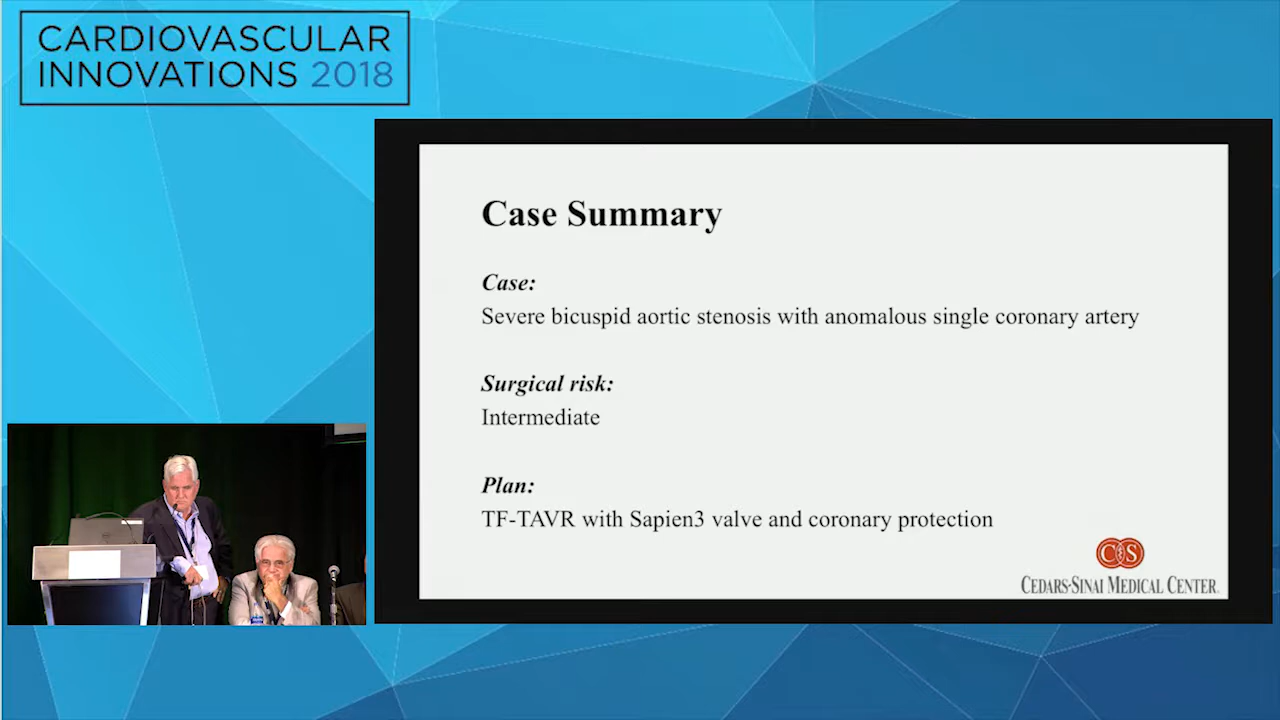 CARDIOVASCULAR
INNOVATIONS 2018
Case Summary
Case:
Severe bicuspid aortic stenosis with anomalous single coronary artery
Surgical risk:
Intermediate
Plan:
TF-TAVR with Sapien3 valve and coronary protection
CS
CEDARS-SINAI MEDICAL CENTER.